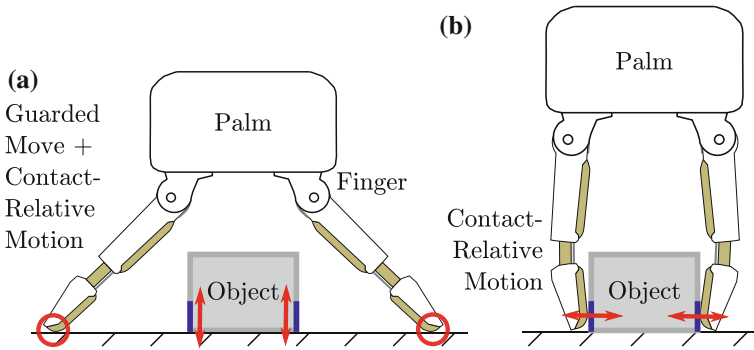 (a)
Guarded
Move +
Contact-
Relative
Motion
Palm
Finger
Object
(b)
Palm
Contact-
Relative
Motion
Object